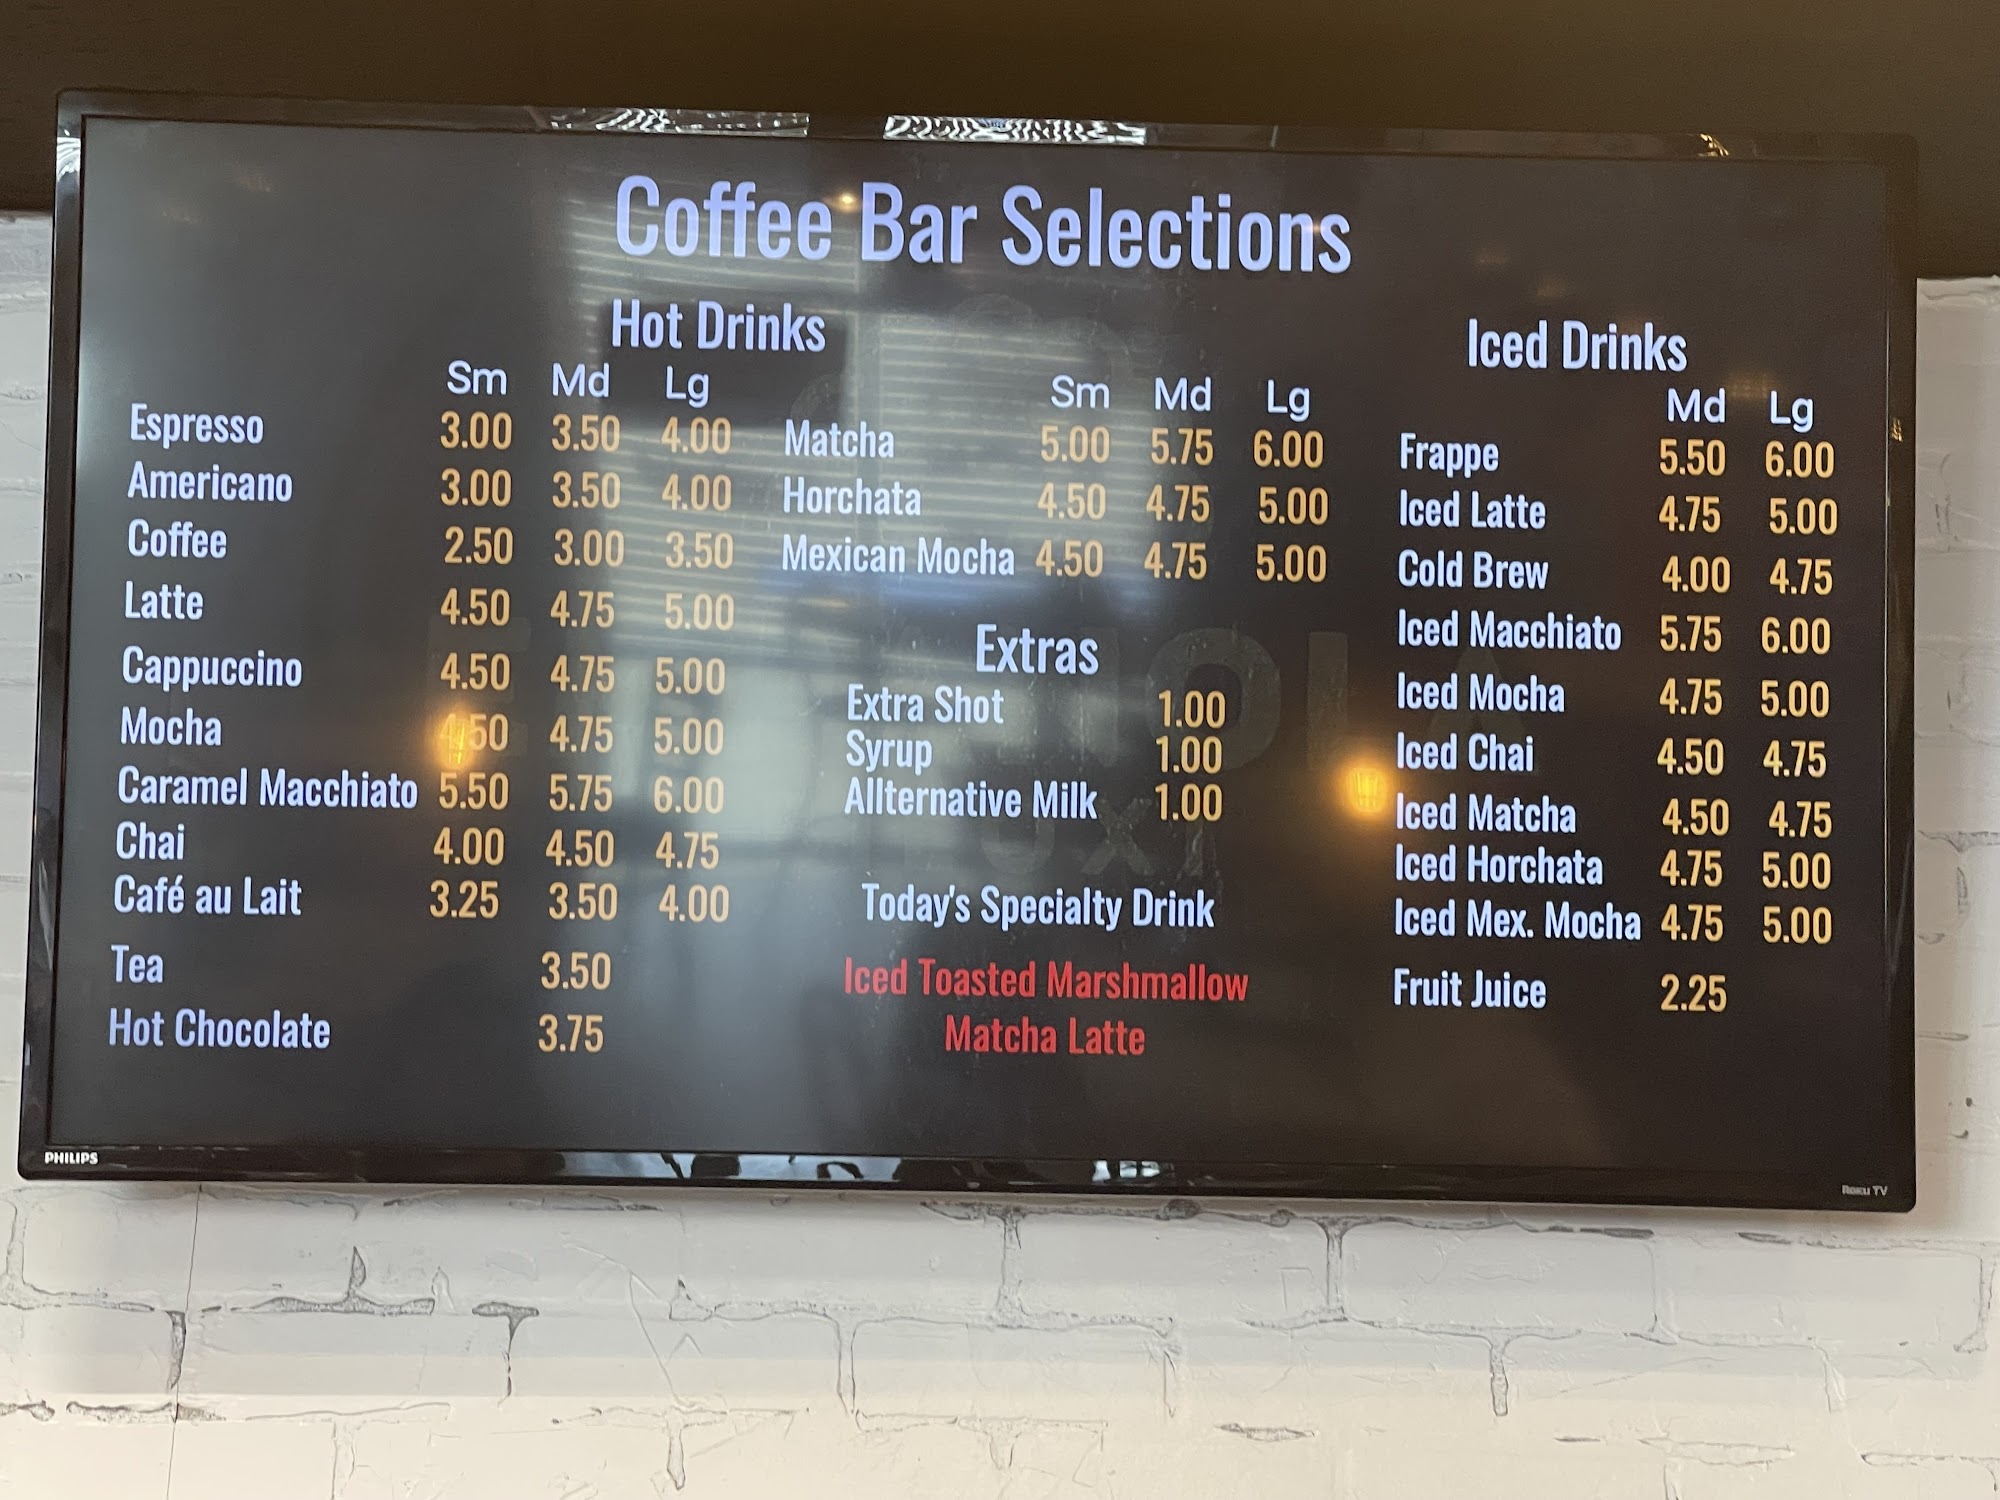 Coffee Bar Selections
Hot Drinks
Sm Md Lg
Espresso 3.00 3.50 4.00
Americano 3.00 3.50 4.00
Coffee 2.50 3.00 3.50
Latte 4.50 4.75 5.00
Cappuccino 4.50 4.75 5.00
Mocha 4.50 4.75 5.00
Caramel Macchiato 5.50 5.75 6.00
Chai 4.00 4.50 4.75
Café au Lait 3.25 3.50 4.00
Tea 3.50
Hot Chocolate 3.75
Sm Md Lg
Matcha 5.00 5.75 6.00
Horchata 4.50 4.75 5.00
Mexican Mocha 4.50 4.75 5.00
Extras
Extra Shot 1.00
Syrup 1.00
Allternative Milk 1.00
Today's Specialty Drink
Iced Toasted Marshmallow
Matcha Latte
Iced Drinks
Md Lg
Frappe 5.50 6.00
Iced Latte 4.75 5.00
Cold Brew 4.00 4.75
Iced Macchiato 5.75 6.00
Iced Mocha 4.75 5.00
Iced Chai 4.50 4.75
Iced Matcha 4.50 4.75
Iced Horchata 4.75 5.00
Iced Mex. Mocha 4.75 5.00
Fruit Juice 2.25
PHILIPS
Roku TV